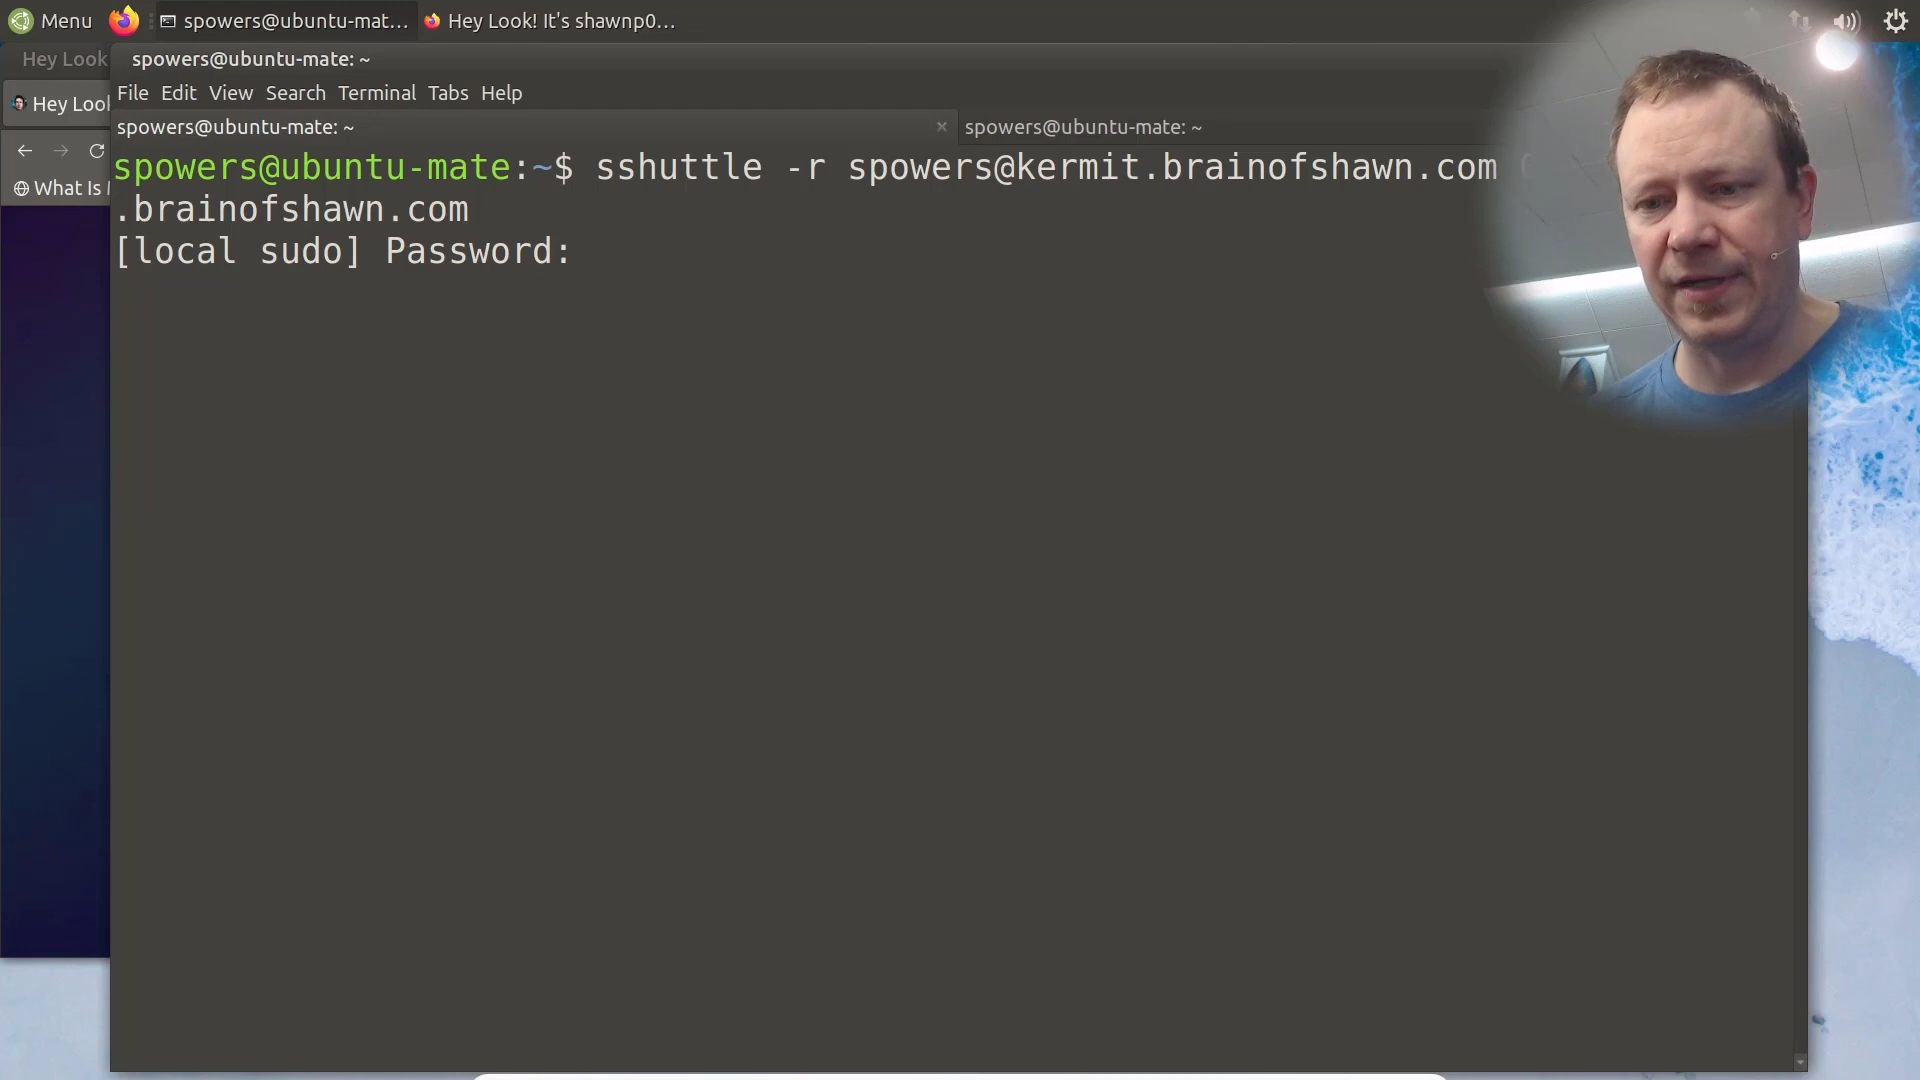 Menu spowers@ubuntu-mat... Hey Look! It's shawnp0...
Hey Look
spowers@ubuntu-mate: ~
File Edit View Search Terminal Tabs Help
Hey Look
spowers@ubuntu-mate: ~ × spowers@ubuntu-mate: ~
spowers@ubuntu-mate:~$ sshuttle -r spowers@kermit.brainofshawn.com
What Is
.brainofshawn.com
[local sudo] Password: